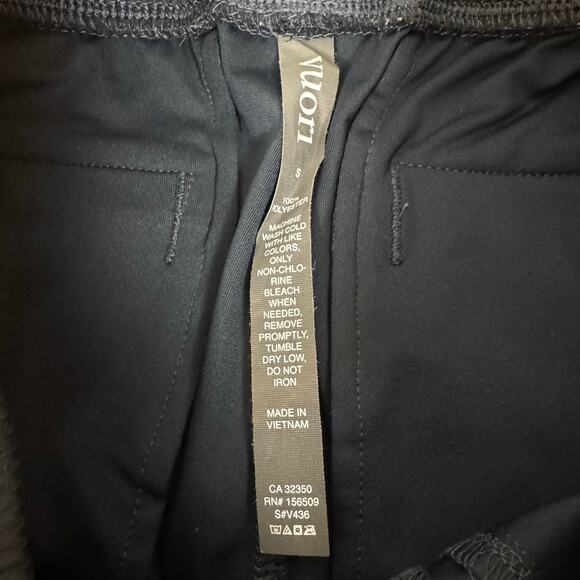 vuori
S
100%
POLYESTER
MACHINE
WASH COLD
WITH LIKE
COLORS,
ONLY
NON-CHLO-
RINE
BLEACH
WHEN
NEEDED,
REMOVE
PROMPTLY,
TUMBLE
DRY LOW,
DO NOT
IRON
MADE IN
VIETNAM
CA 32350
RN# 156509
S#V436